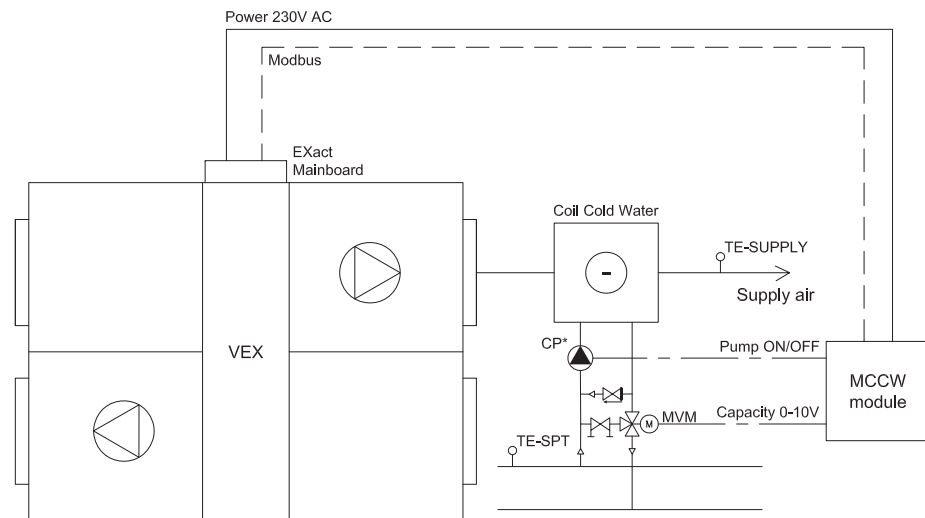 Power 230V AC
Modbus
EXact
Mainboard
Coil Cold Water
-
TE-SUPPLY
Supply air
VEX
CP*
Pump ON/OFF
MCCW
module
MVM
M
Capacity 0-10V
TE-SPT